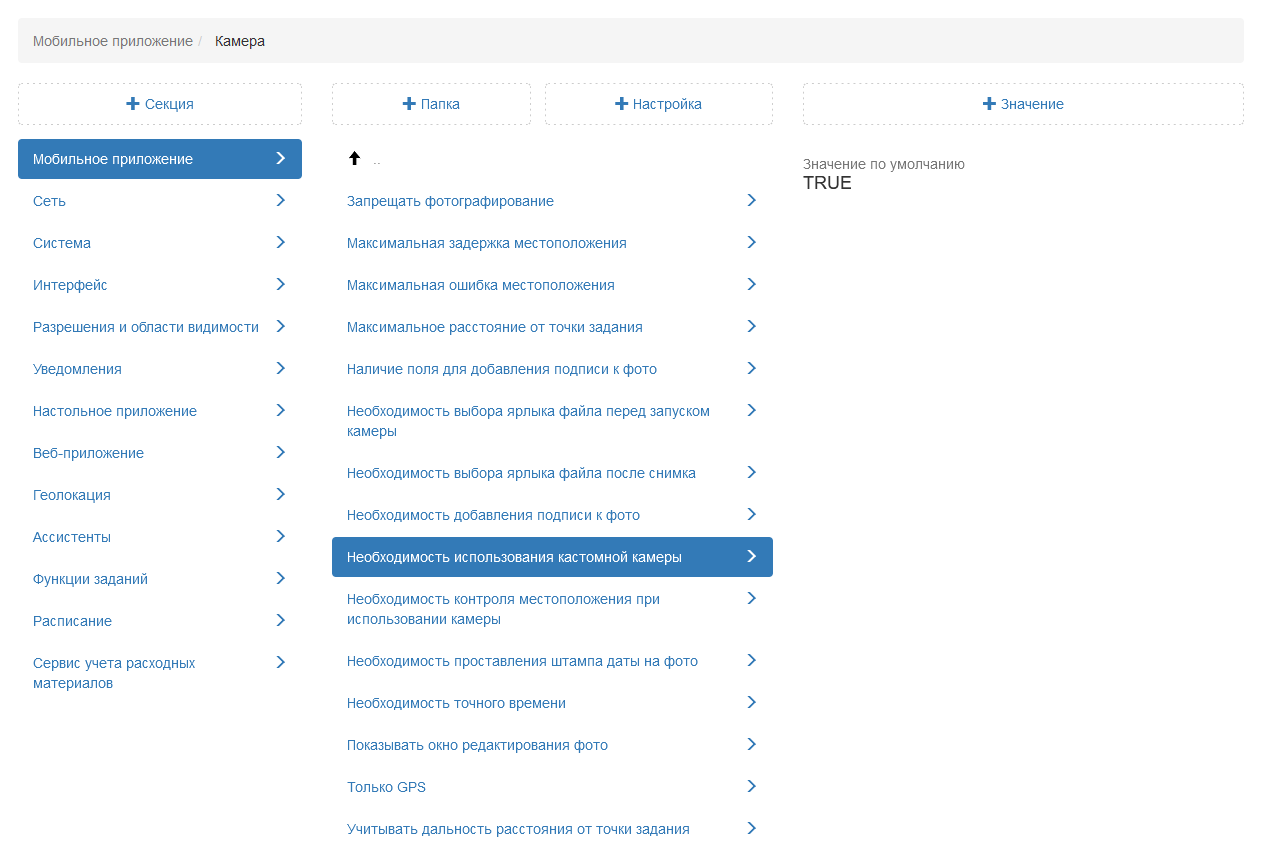 Мобильное приложение / Камера
Секция
Папка
Настройка
Значение
Мобильное приложение
Сеть
Система
Интерфейс
Разрешения и области видимости
Уведомления
Настольное приложение
Веб-приложение
Геолокация
Ассистенты
Функции заданий
Расписание
Сервис учета расходных
материалов
..
Запрещать фотографирование
Максимальная задержка местоположения
Максимальная ошибка местоположения
Максимальное расстояние от точки задания
Наличие поля для добавления подписи к фото
Необходимость выбора ярлыка файла перед запуском
камеры
Необходимость выбора ярлыка файла после снимка
Необходимость добавления подписи к фото
Необходимость использования кастомной камеры
Необходимость контроля местоположения при
использовании камеры
Необходимость проставления штампа даты на фото
Необходимость точного времени
Показывать окно редактирования фото
Только GPS
Учитывать дальность расстояния от точки задания
Значение по умолчанию
TRUE